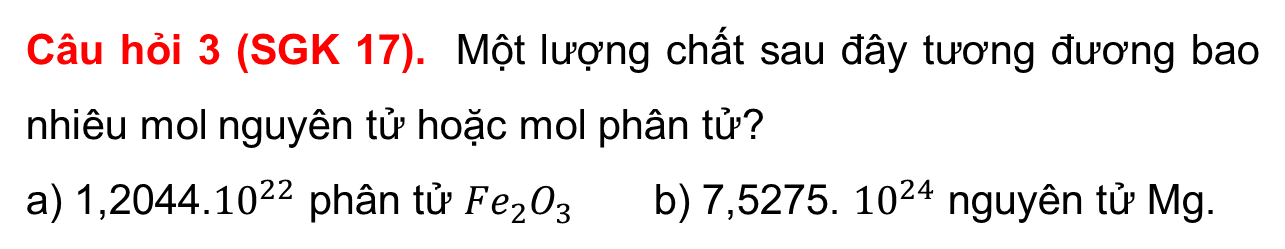 Câu hỏi 3 (SGK 17). Một lượng chất sau đây tương đương bao
nhiêu mol nguyên tử hoặc mol phân tử?
a) 1,2044.10²² phân tử Fe₂O₃ b) 7,5275. 10²⁴ nguyên tử Mg.